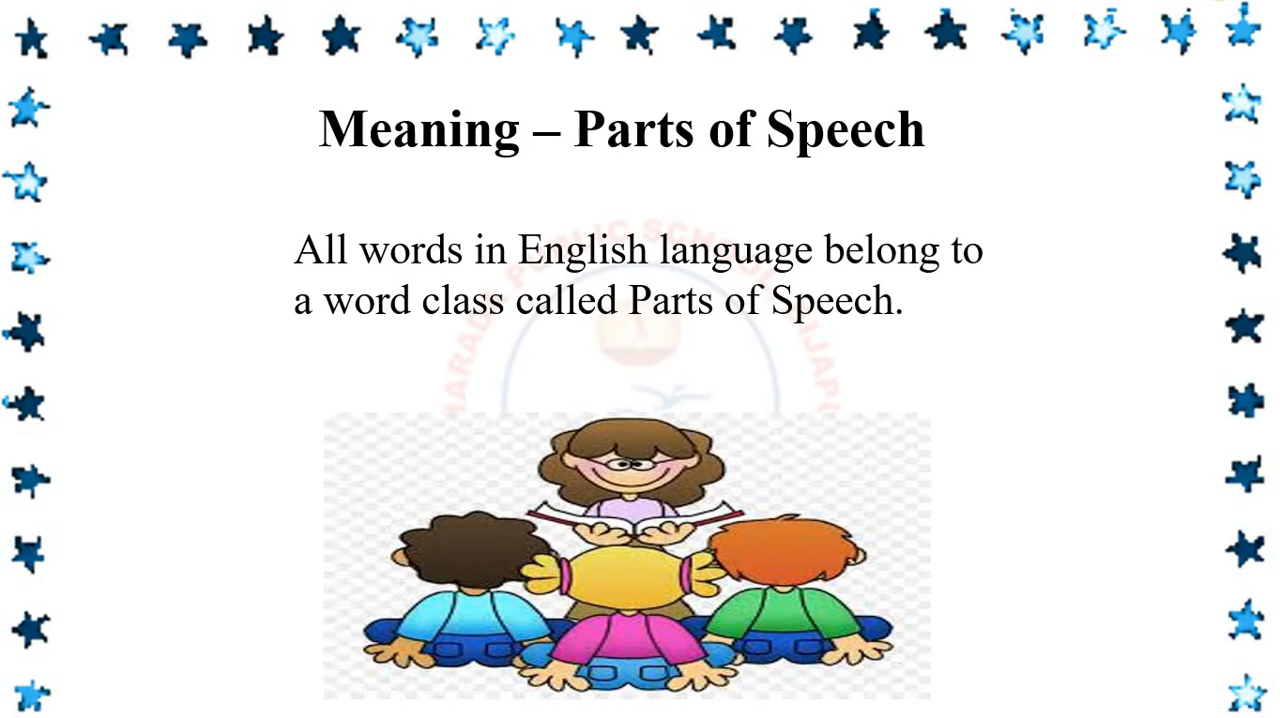 Meaning – Parts of Speech
All words in English language belong to
a word class called Parts of Speech.